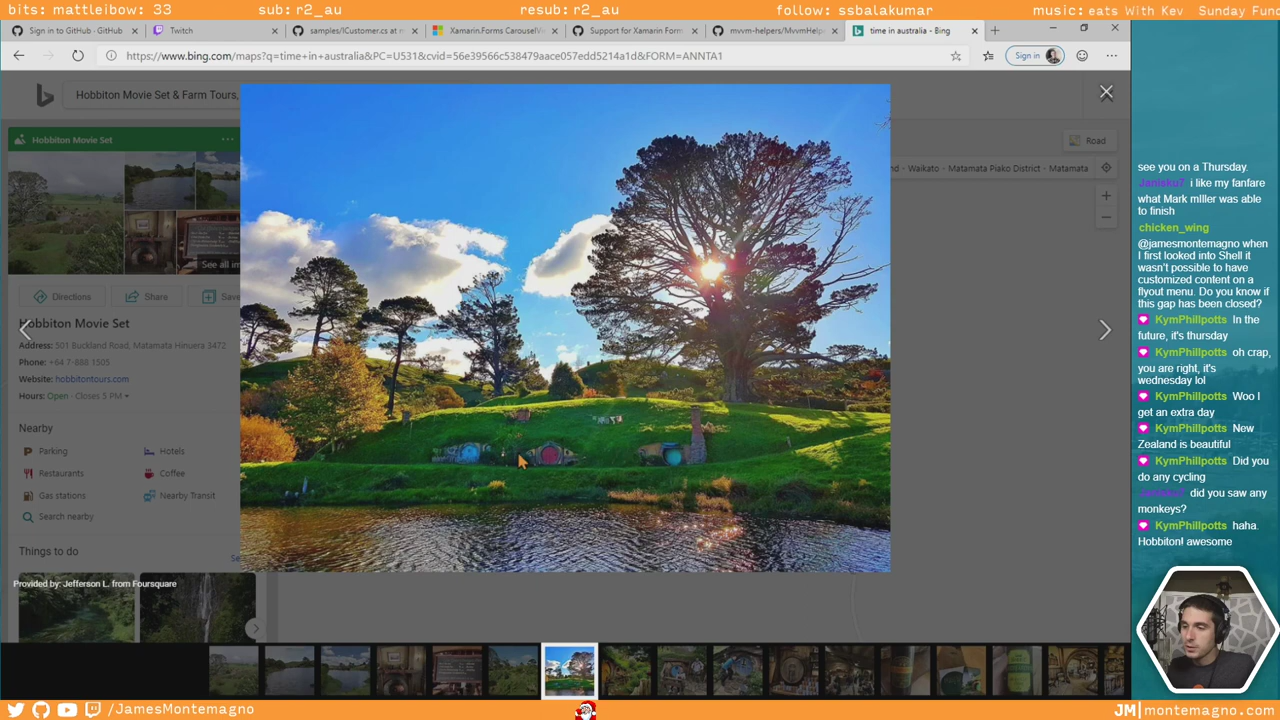 bits: mattleibow: 33 sub: r2_au resub: r2_au follow: ssbalakumar music: eats With Kev Sunday Fund
Sign in to GitHub · GitHub Twitch samples/ICustomer.cs at m Xamarin.Forms CarouselVi Support for Xamarin Form mvvm-helpers/MvvmHelp time in australia - Bing
https://www.bing.com/maps?q=time+in+australia&PC=U531&cvid=56e39566c538479aace057edd5214a1d&FORM=ANNTA1
Sign in
Hobbiton Movie Set & Farm Tours,
Hobbiton Movie Set
Road
nd - Waikato - Matamata Piako District - Matamata
See all im
Directions Share Save
Hobbiton Movie Set
Address: 501 Buckland Road, Matamata Hinuera 3472
Phone: +64 7-888 1505
Website: hobbitontours.com
Hours: Open · Closes 5 PM
Nearby
Parking Hotels
Restaurants Coffee
Gas stations Nearby Transit
Search nearby
Things to do
Se
Provided by: Jefferson L. from Foursquare
see you on a Thursday.
Janisku7 i like my fanfare
what Mark mIller was able
to finish
chicken_wing
@jamesmontemagno when
I first looked into Shell it
wasn't possible to have
customized content on a
flyout menu. Do you know if
this gap has been closed?
KymPhillpotts In the
future, it's thursday
KymPhillpotts oh crap,
you are right, it's
wednesday lol
KymPhillpotts Woo I
get an extra day
KymPhillpotts New
Zealand is beautiful
KymPhillpotts Did you
do any cycling
did you saw any
monkeys?
KymPhillpotts haha.
Hobbiton! awesome
/JamesMontemagno
JM montemagno.com